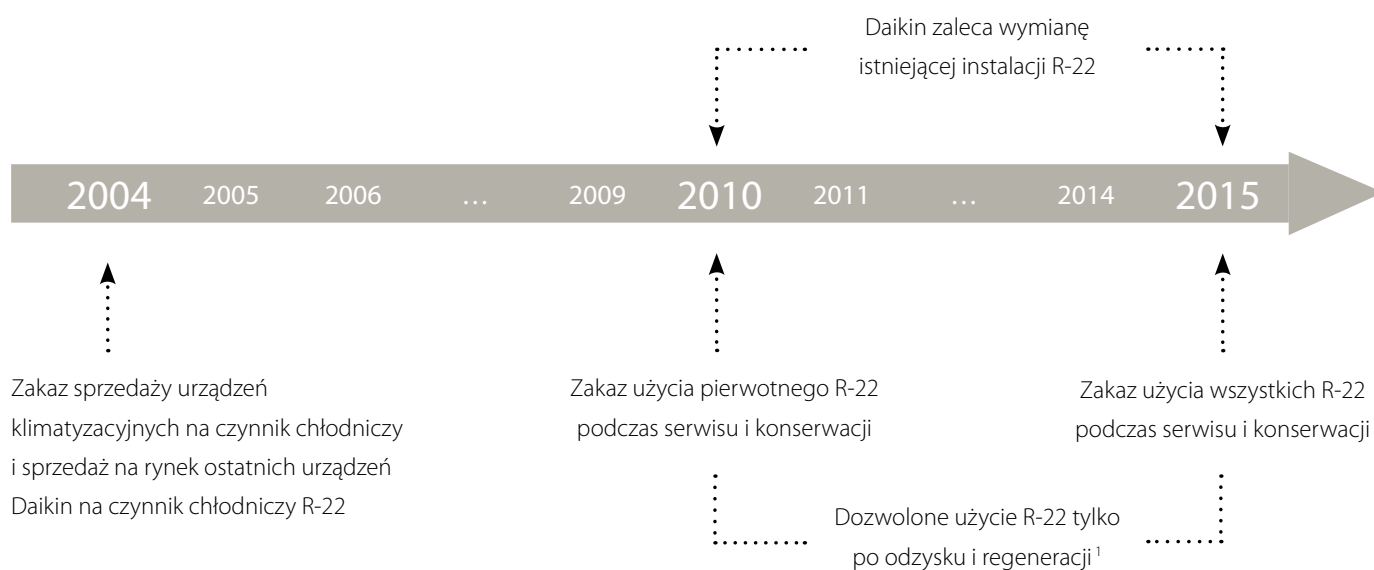 Daikin zaleca wymianę
istniejącej instalacji R-22
2004 2005 2006 … 2009 2010 2011 … 2014 2015
Zakaz sprzedaży urządzeń
klimatyzacyjnych na czynnik chłodniczy
i sprzedaż na rynek ostatnich urządzeń
Daikin na czynnik chłodniczy R-22
Zakaz użycia pierwotnego R-22
podczas serwisu i konserwacji
Zakaz użycia wszystkich R-22
podczas serwisu i konserwacji
Dozwolone użycie R-22 tylko
po odzysku i regeneracji ¹